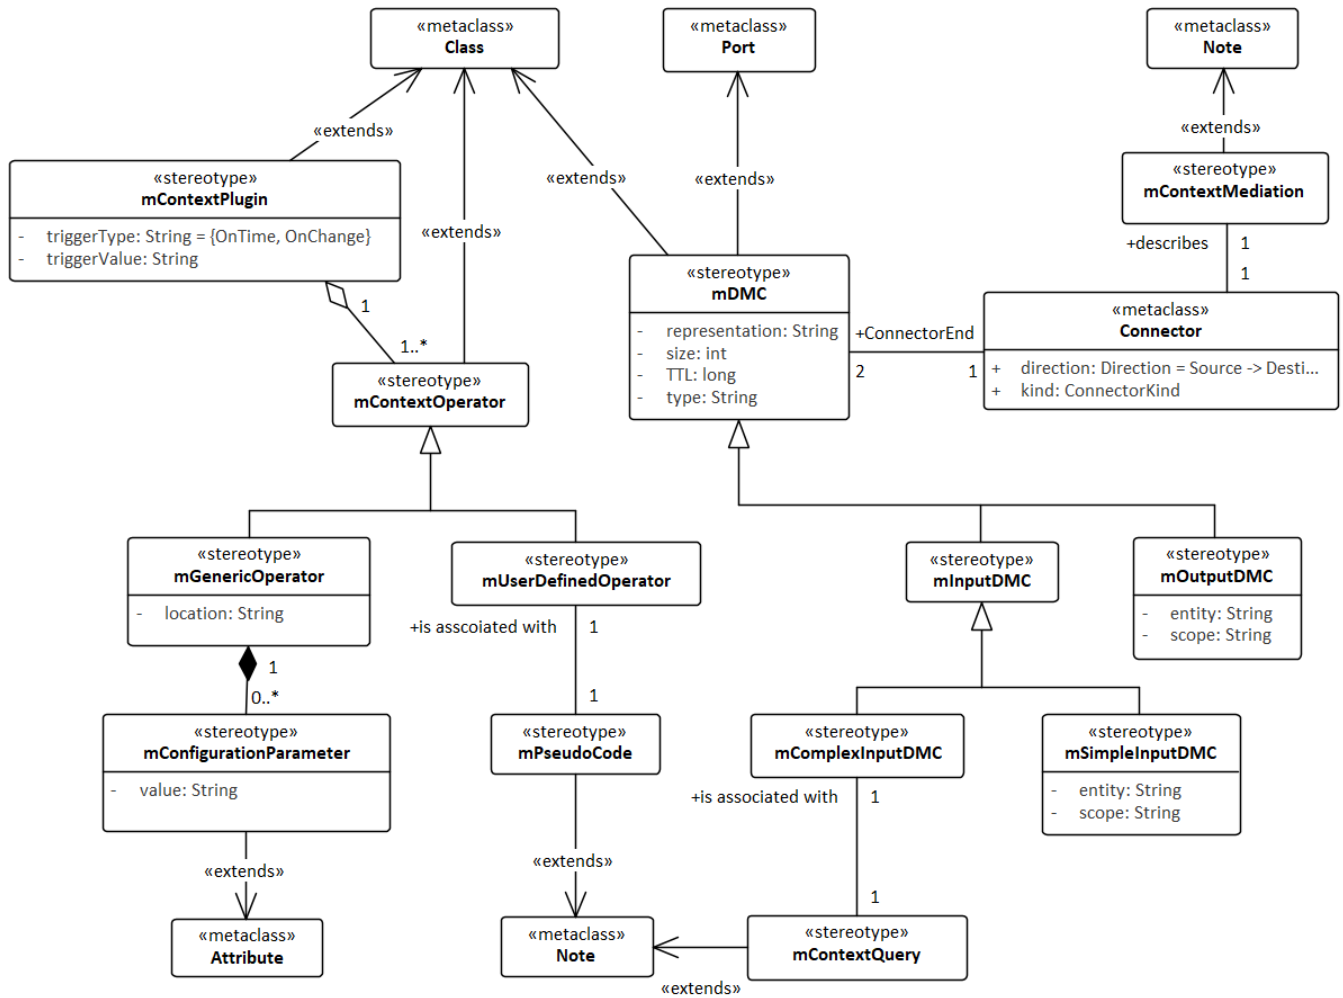 «metaclass»
Class
«metaclass»
Port
«metaclass»
Note
«extends»
«extends»
«extends»
«extends»
«extends»
«stereotype»
mContextPlugin
- triggerType: String = {OnTime, OnChange}
- triggerValue: String
1
1..*
«stereotype»
mContextOperator
«stereotype»
mDMC
- representation: String
- size: int
- TTL: long
- type: String
+ConnectorEnd
2
1
«stereotype»
mContextMediation
+describes
1
1
«metaclass»
Connector
+ direction: Direction = Source -> Desti...
+ kind: ConnectorKind
«stereotype»
mGenericOperator
- location: String
1
0..*
«stereotype»
mUserDefinedOperator
+is asscoiated with
1
1
«stereotype»
mInputDMC
«stereotype»
mOutputDMC
- entity: String
- scope: String
«stereotype»
mConfigurationParameter
- value: String
«stereotype»
mPseudoCode
«stereotype»
mComplexInputDMC
+is associated with
1
1
«stereotype»
mSimpleInputDMC
- entity: String
- scope: String
«extends»
«extends»
«metaclass»
Attribute
«metaclass»
Note
«extends»
«stereotype»
mContextQuery